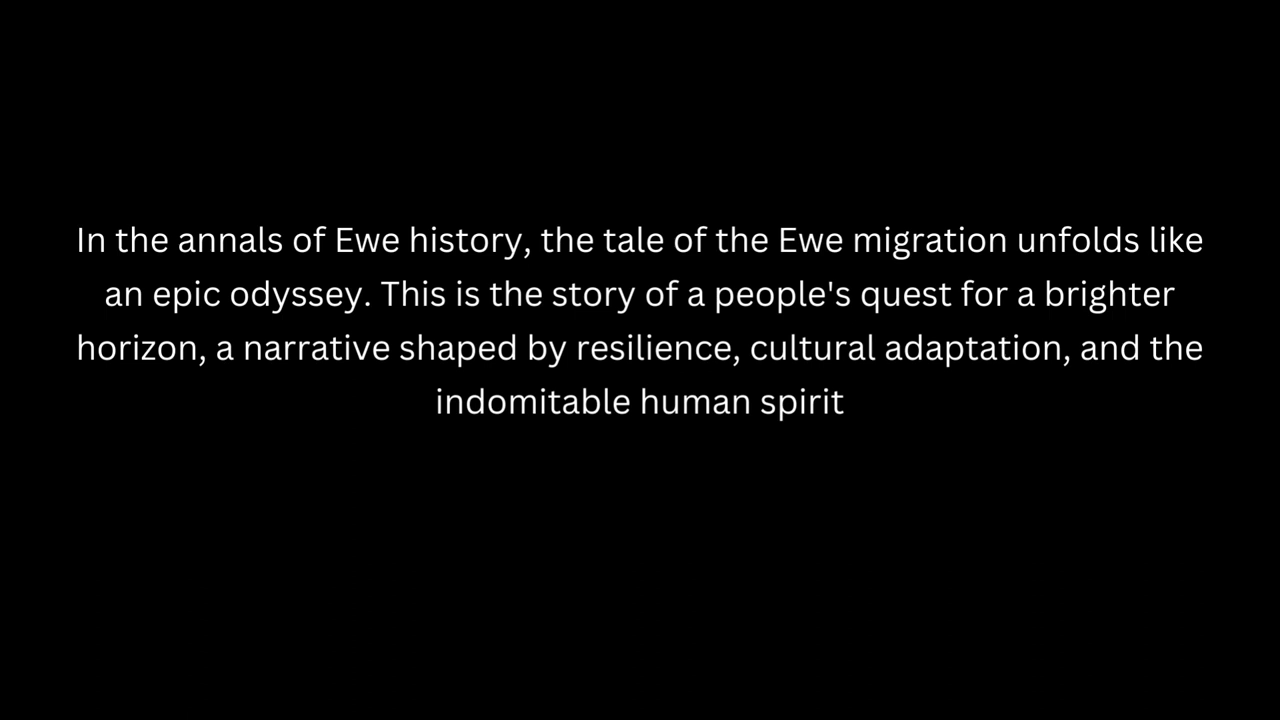 In the annals of Ewe history, the tale of the Ewe migration unfolds like
an epic odyssey. This is the story of a people's quest for a brighter
horizon, a narrative shaped by resilience, cultural adaptation, and the
indomitable human spirit